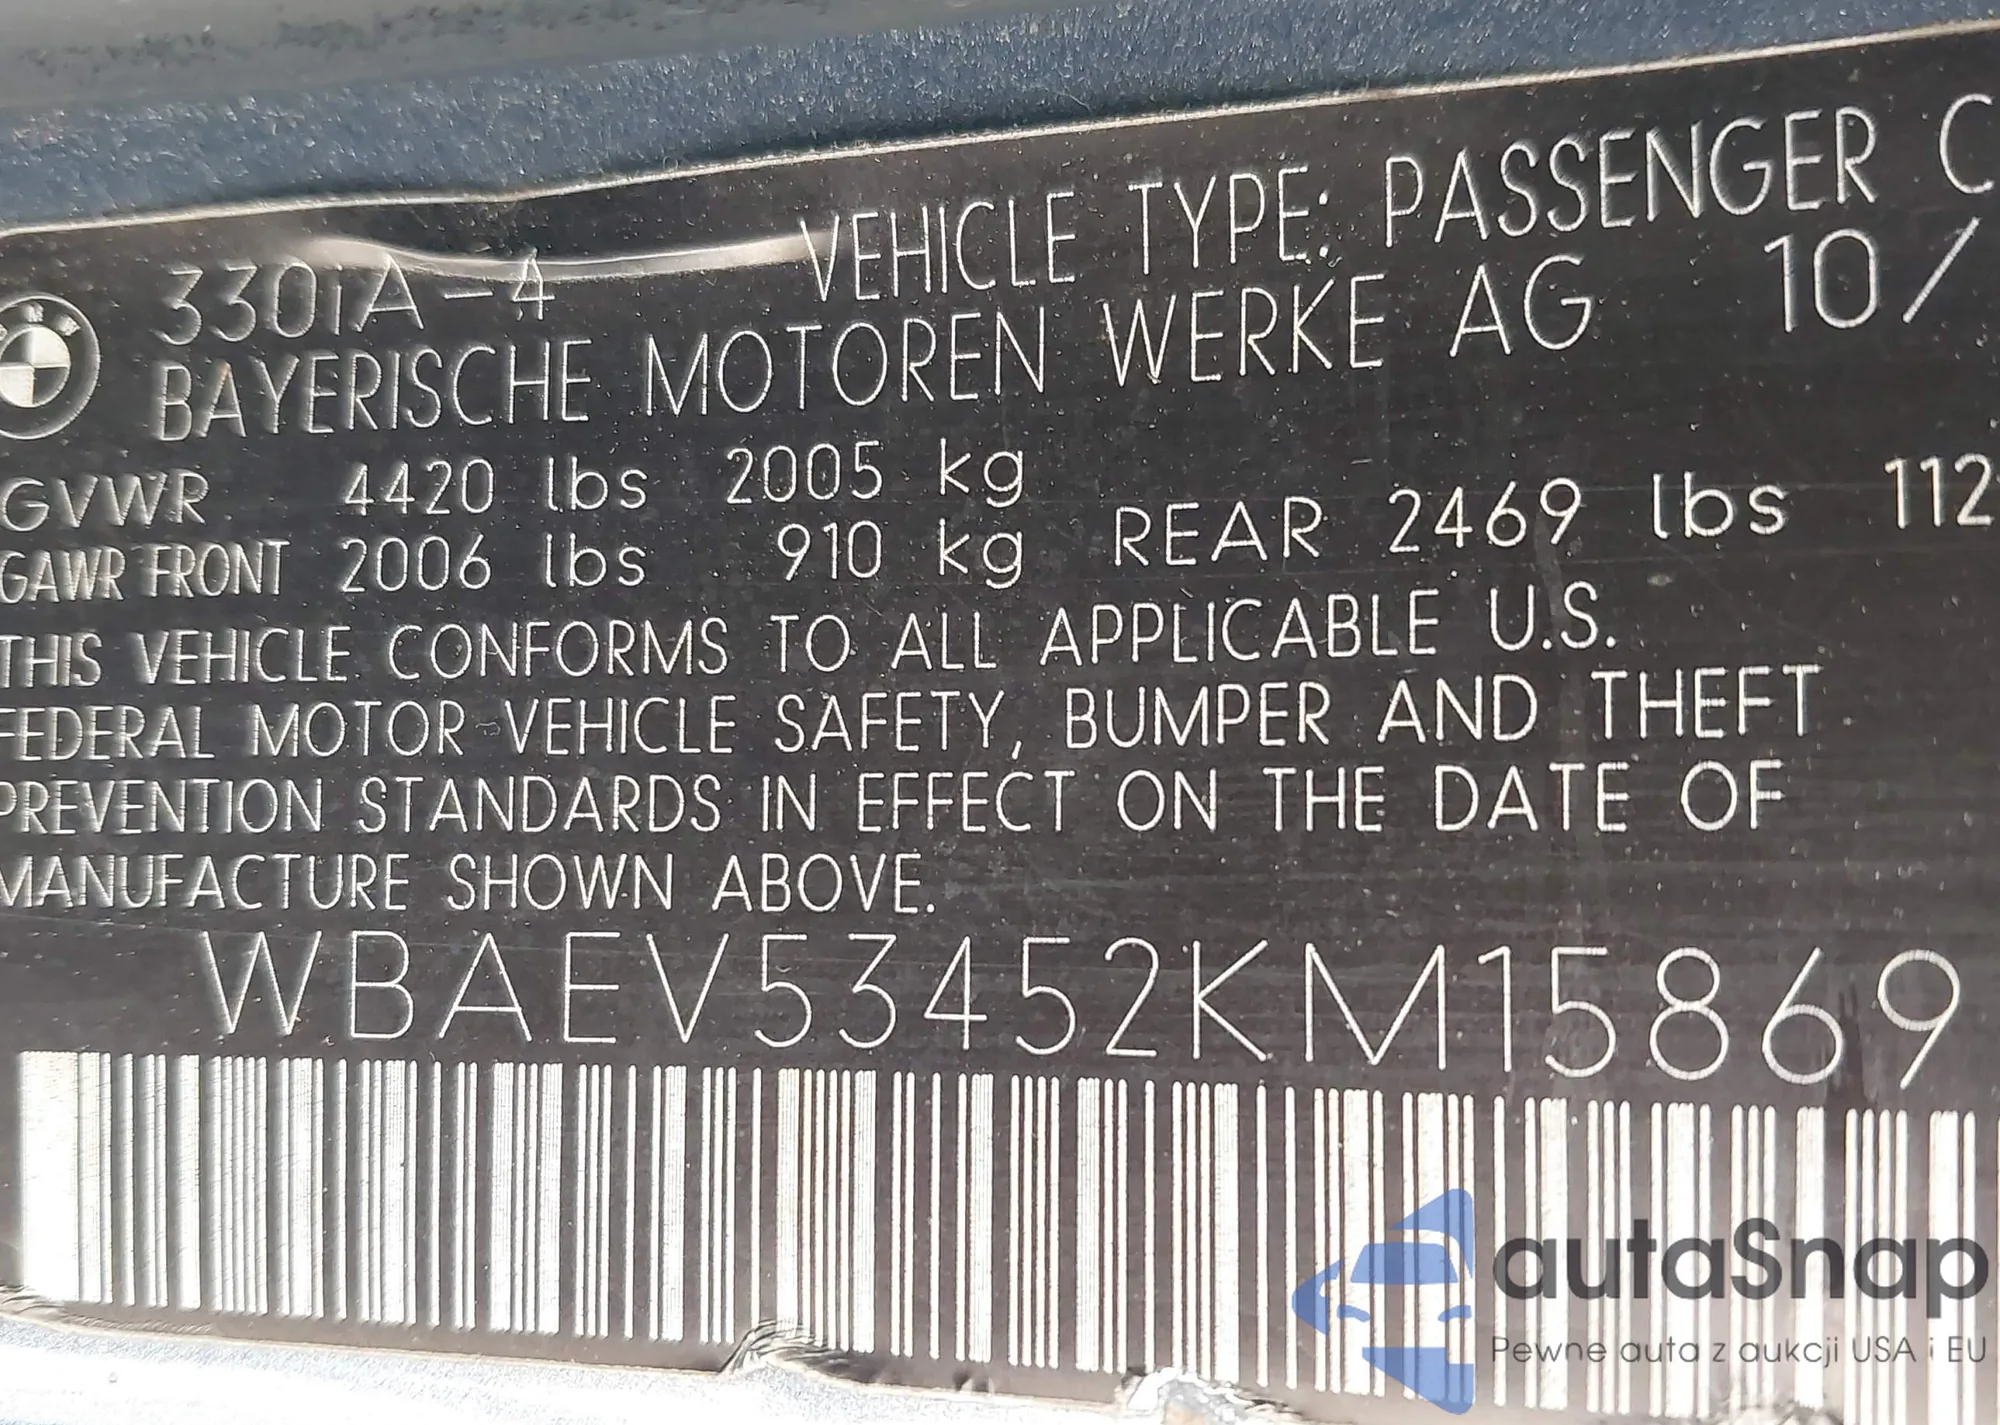 330iA-4 VEHICLE TYPE: PASSENGER C
BAYERISCHE MOTOREN WERKE AG 10/
GVWR 4420 lbs 2005 kg
GAWR FRONT 2006 lbs 910 kg REAR 2469 lbs 112
THIS VEHICLE CONFORMS TO ALL APPLICABLE U.S.
FEDERAL MOTOR VEHICLE SAFETY, BUMPER AND THEFT
PREVENTION STANDARDS IN EFFECT ON THE DATE OF
MANUFACTURE SHOWN ABOVE.
WBAEV53452KM15869
autaSnap
Pewne auta z aukcji USA i EU